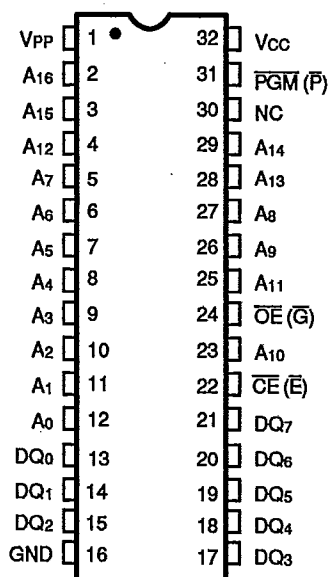 VPP 1 32 VCC
A16 2 31 PGM (P)
A15 3 30 NC
A12 4 29 A14
A7 5 28 A13
A6 6 27 A8
A5 7 26 A9
A4 8 25 A11
A3 9 24 OE (G)
A2 10 23 A10
A1 11 22 CE (E)
A0 12 21 DQ7
DQ0 13 20 DQ6
DQ1 14 19 DQ5
DQ2 15 18 DQ4
GND 16 17 DQ3